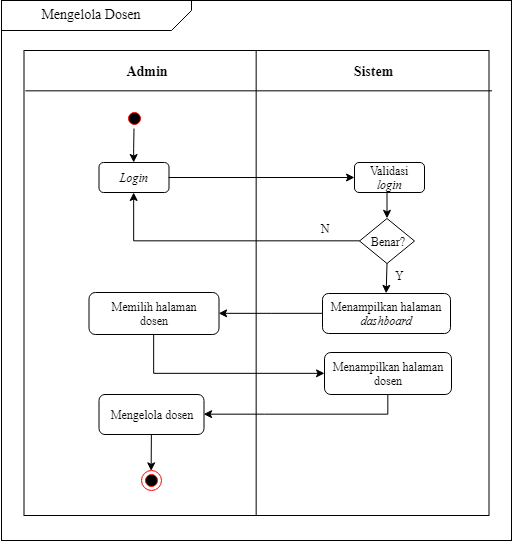 Mengelola Dosen
Admin
Sistem
Login
Validasi
login
N
Benar?
Y
Memilih halaman
dosen
Menampilkan halaman
dashboard
Menampilkan halaman
dosen
Mengelola dosen